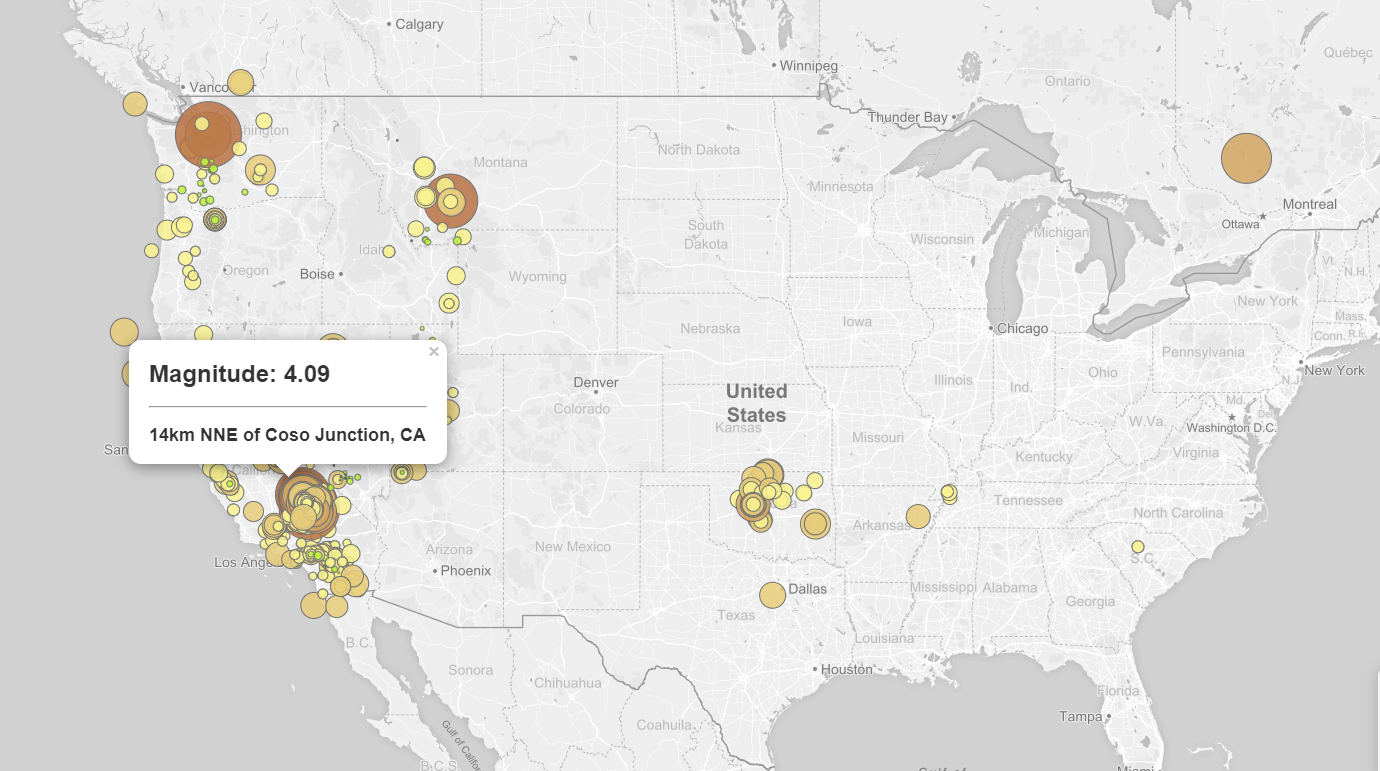 Calgary
Winnipeg
Québec
Ontario
Vancouver
Thunder Bay
Washington
North Dakota
Montana
Minnesota
Montreal
Ottawa
South
Dakota
Wisconsin
Michigan
Idaho
Vt.
N.H.
Oregon
Boise
Wyoming
New York
Mass.
Nebraska
Iowa
Chicago
Conn.
R.I.
Pennsylvania
×
Magnitude: 4.09
14km NNE of Coso Junction, CA
Denver
Colorado
United
States
Kansas
Illinois
Ind.
Ohio
New York
N.J.
Md.
Del.
W.Va.
Washington D.C.
Missouri
San
Kentucky
Virginia
Califor
Tennessee
North Carolina
Arkansas
Los Ange
Arizona
Phoenix
New Mexico
S.C.
Dallas
Mississippi
Alabama
Georgia
Texas
Louisiana
B.C.
Sonora
Chihuahua
Houston
Florida
Tampa
Coahuila
Gulf of Califor
B.C.S.
Gulf of
Miami